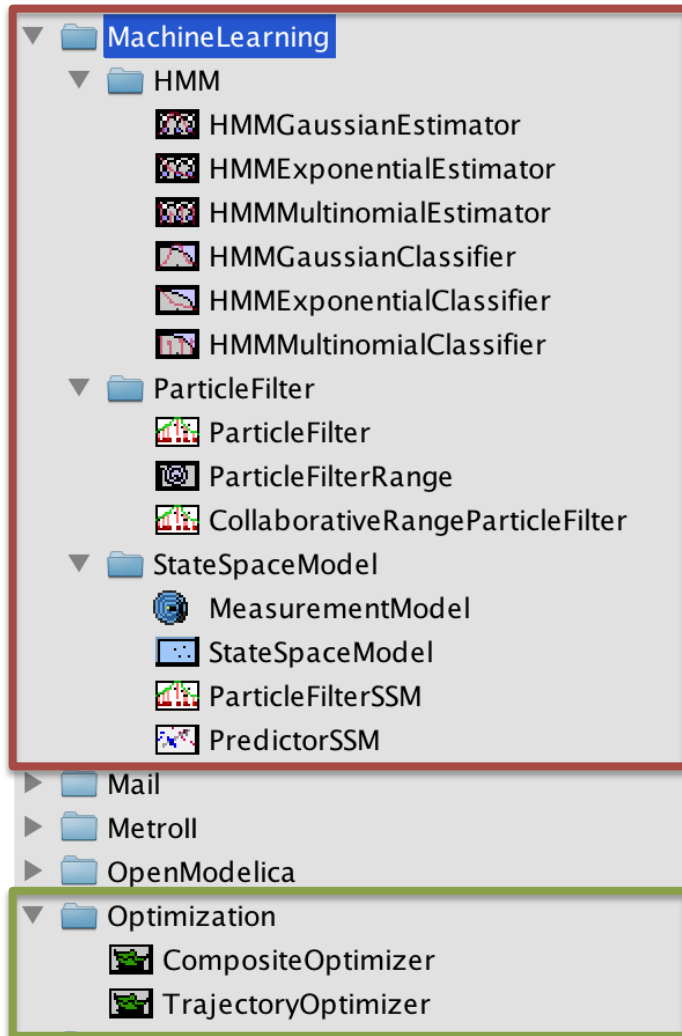 MachineLearning
HMM
HMMGaussianEstimator
HMMExponentialEstimator
HMMMultinomialEstimator
HMMGaussianClassifier
HMMExponentialClassifier
HMMMultinomialClassifier
ParticleFilter
ParticleFilter
ParticleFilterRange
CollaborativeRangeParticleFilter
StateSpaceModel
MeasurementModel
StateSpaceModel
ParticleFilterSSM
PredictorSSM
Mail
MetroII
OpenModelica
Optimization
CompositeOptimizer
TrajectoryOptimizer